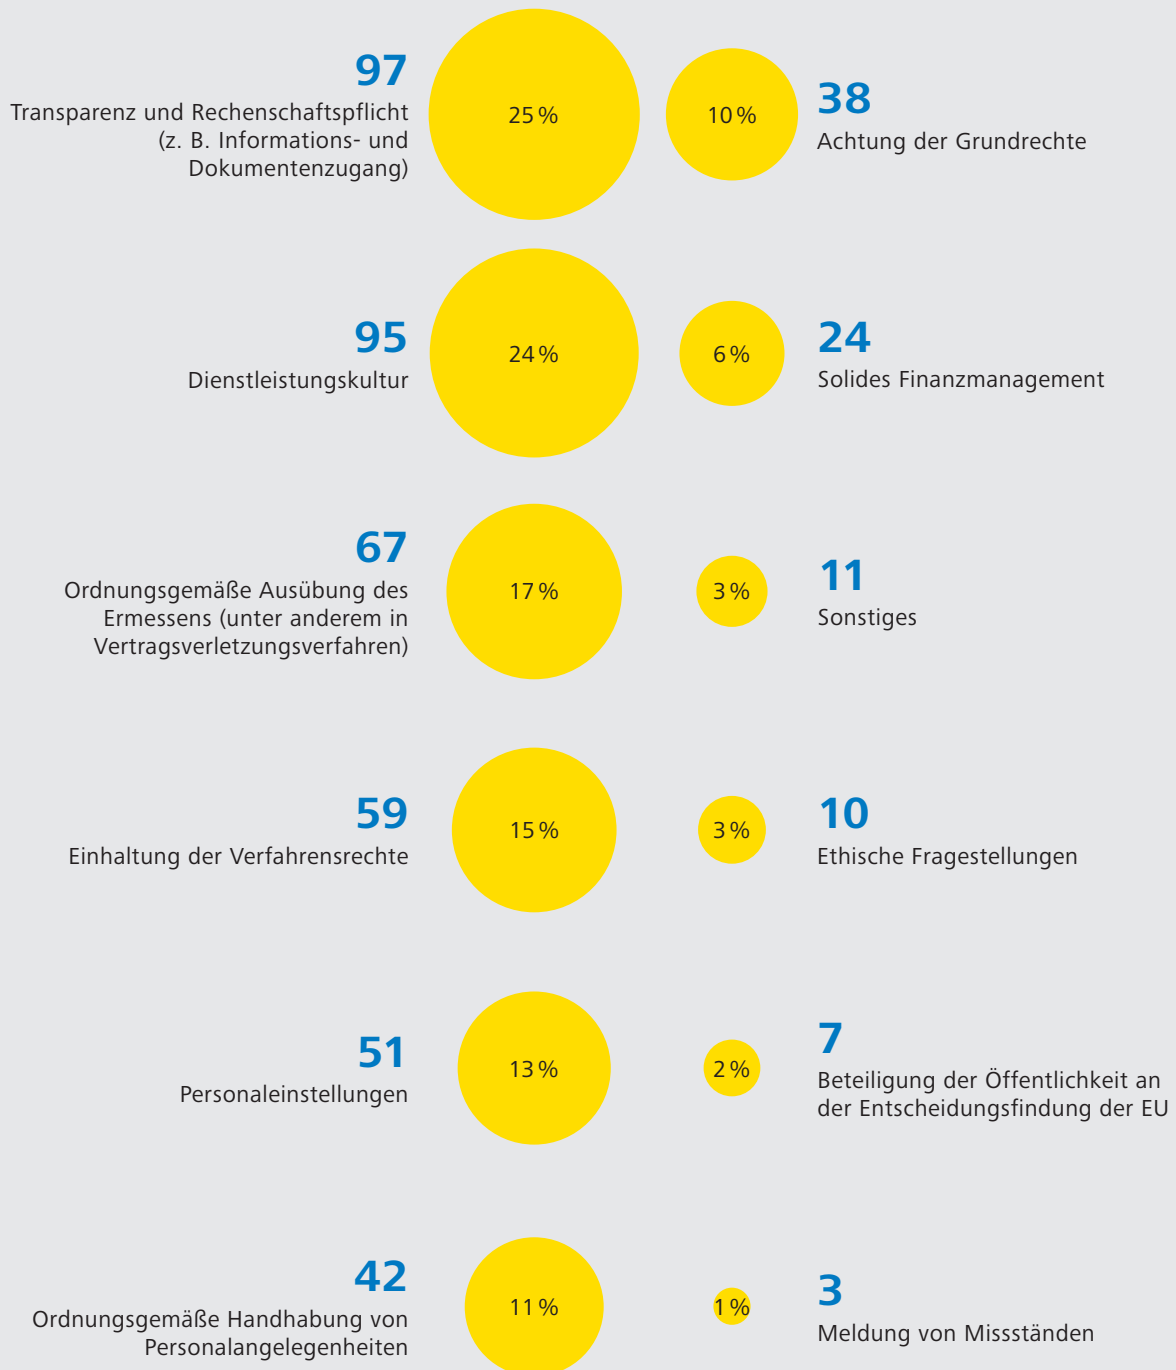 97
Transparenz und Rechenschaftspflicht
(z. B. Informations- und
Dokumentenzugang)
25 %
10 %
38
Achtung der Grundrechte
95
Dienstleistungskultur
24 %
6 %
24
Solides Finanzmanagement
67
Ordnungsgemäße Ausübung des
Ermessens (unter anderem in
Vertragsverletzungsverfahren)
17 %
3 %
11
Sonstiges
59
Einhaltung der Verfahrensrechte
15 %
3 %
10
Ethische Fragestellungen
51
Personaleinstellungen
13 %
2 %
7
Beteiligung der Öffentlichkeit an
der Entscheidungsfindung der EU
42
Ordnungsgemäße Handhabung von
Personalangelegenheiten
11 %
1 %
3
Meldung von Missständen